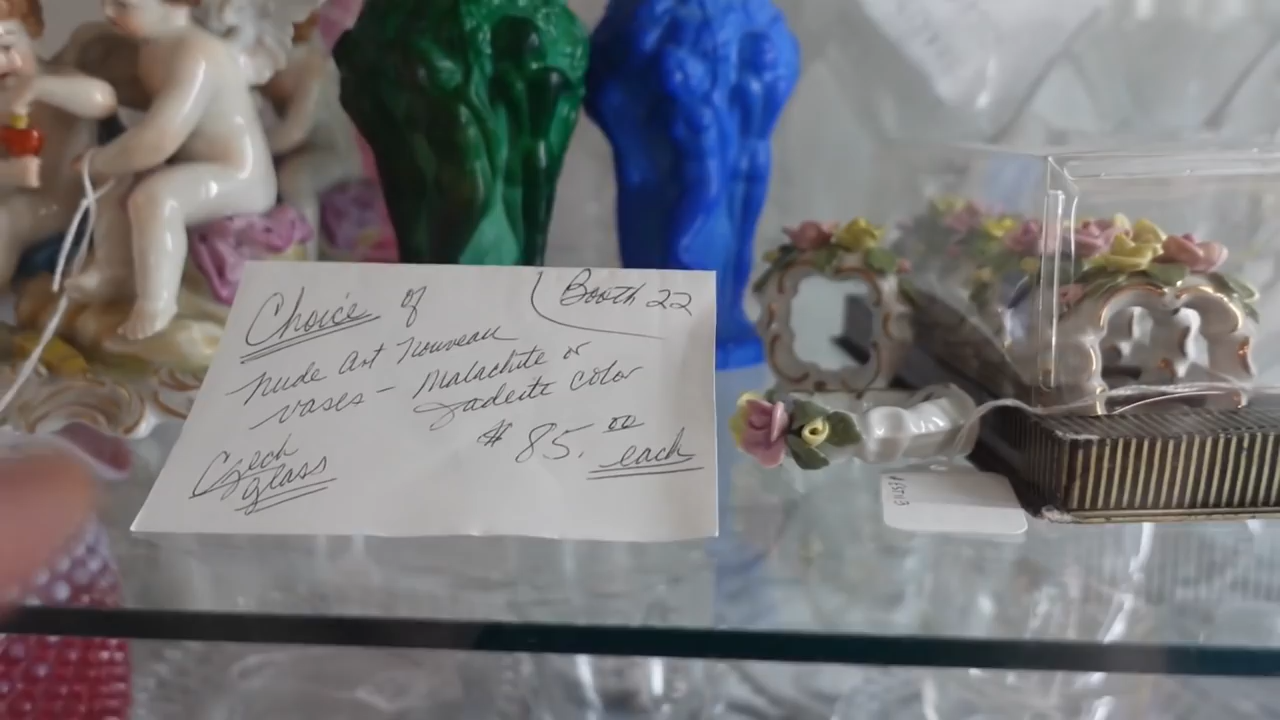 Choice of
Booth 22
nude art nouveau
vases - malachite or
Jadeite color
$85.00
each
Czech
glass